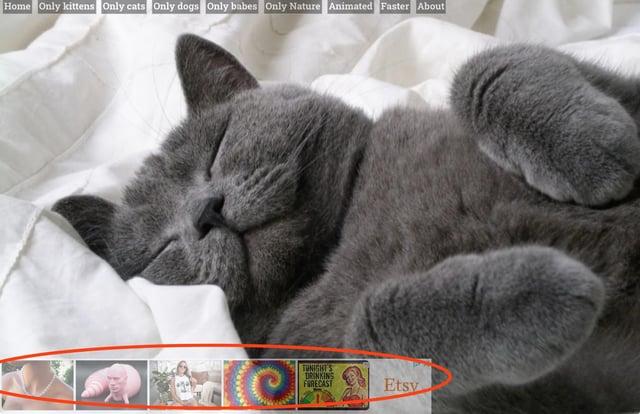 Home Only kittens Only cats Only dogs Only babes Only Nature Animated Faster About
TONIGHT'S
DRINKING
FORECAST
Etsy